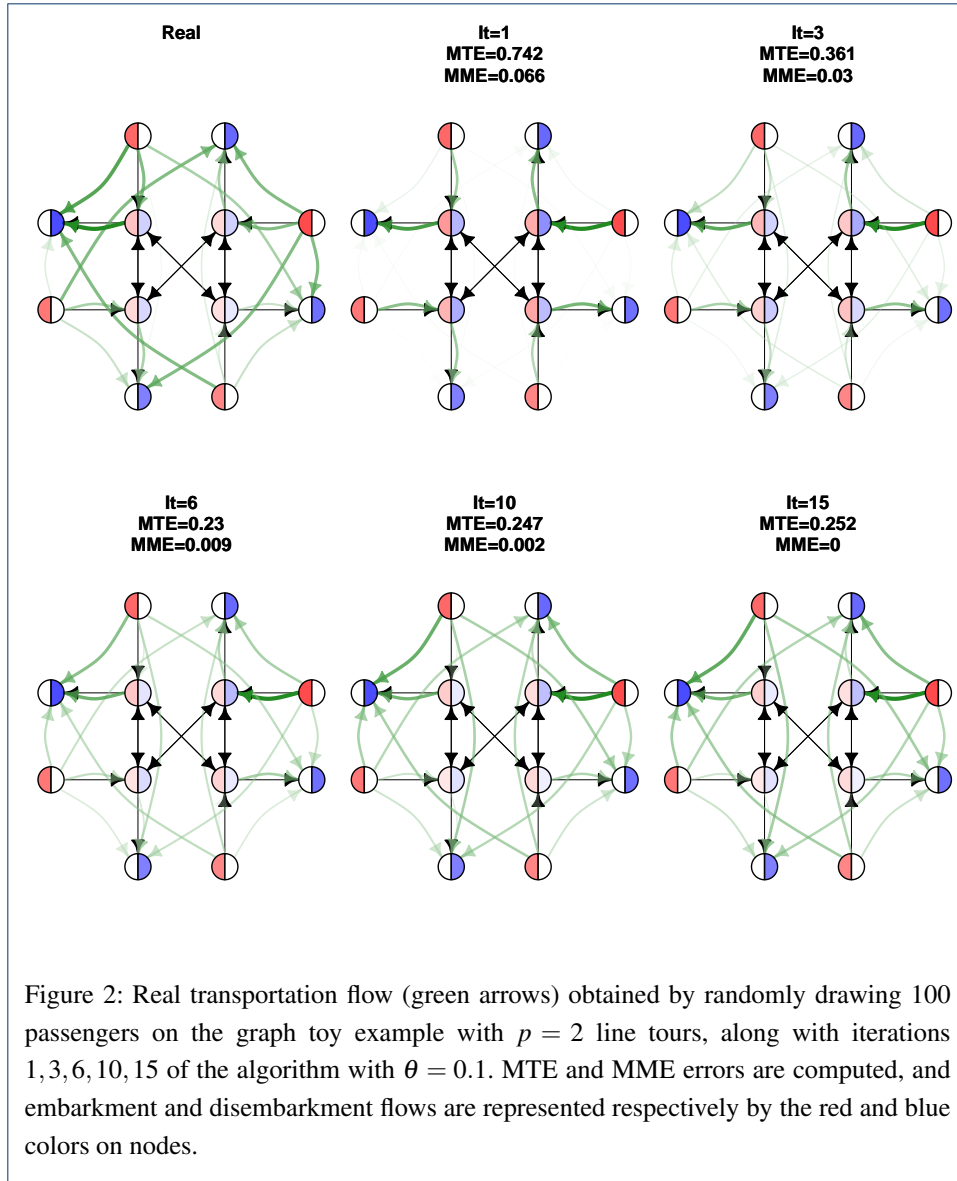 Real
It=1
MTE=0.742
MME=0.066
It=3
MTE=0.361
MME=0.03
It=6
MTE=0.23
MME=0.009
It=10
MTE=0.247
MME=0.002
It=15
MTE=0.252
MME=0
Figure 2: Real transportation flow (green arrows) obtained by randomly drawing 100
passengers on the graph toy example with p = 2 line tours, along with iterations
1,3,6,10,15 of the algorithm with θ = 0.1. MTE and MME errors are computed, and
embarkment and disembarkment flows are represented respectively by the red and blue
colors on nodes.